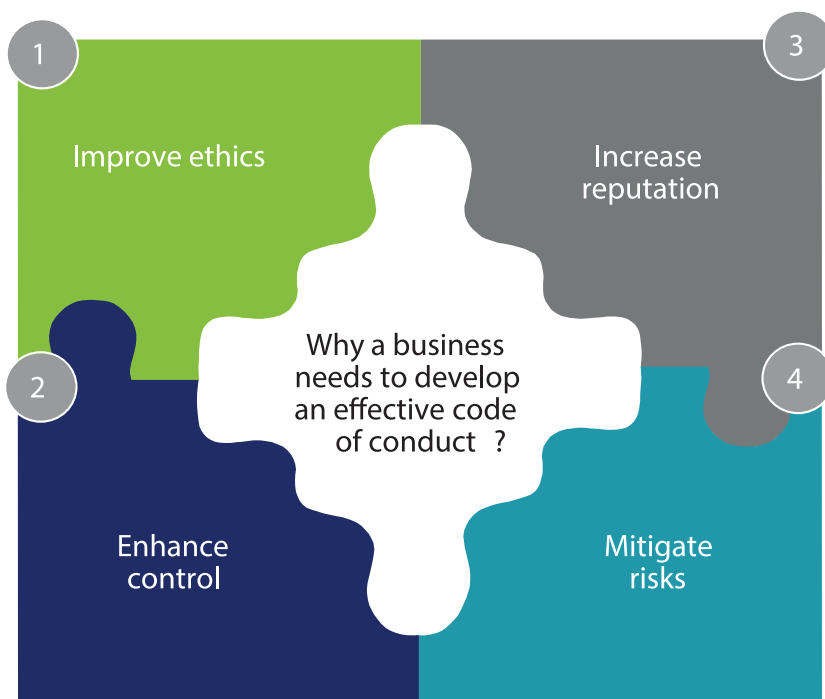 1
Improve ethics
3
Increase
reputation
Why a business
needs to develop
an effective code
of conduct ?
2
Enhance
control
4
Mitigate
risks